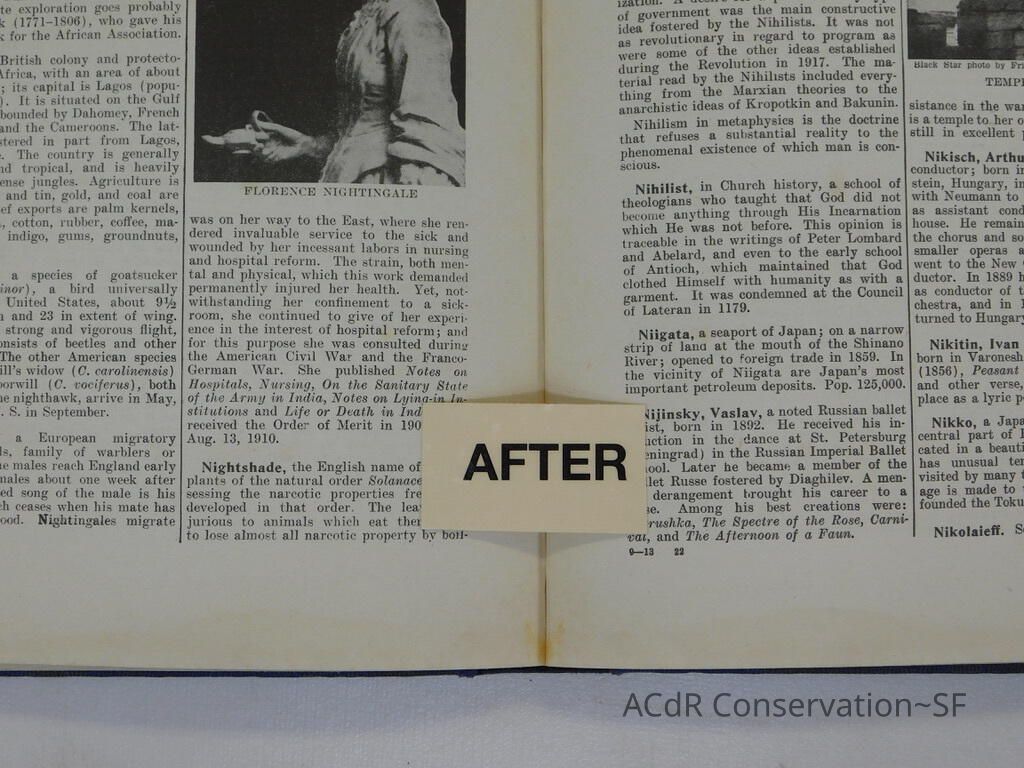 te exploration goes probably
k (1771-1806), who gave his
k for the African Association.
British colony and protecto-
Africa, with an area of about
; its capital is Lagos (popu-
). It is situated on the Gulf
bounded by Dahomey, French
and the Cameroons. The lat-
stered in part from Lagos,
The country is generally
nd tropical, and is heavily
ense jungles. Agriculture is
and tin, gold, and coal are
ef exports are palm kernels,
, cotton, rubber, coffee, ma-
indigo, gums, groundnuts,
a species of goatsucker
inor), a bird universally
United States, about 9½
n and 23 in extent of wing.
strong and vigorous flight,
onsists of beetles and other
The other American species
ill's widow (C. carolinensis)
oorwill (C. vociferus), both
he nighthawk, arrive in May,
. S. in September.
a European migratory
ds, family of warblers or
he males reach England early
males about one week after
ed song of the male is his
ch ceases when his mate has
ood. Nightingales migrate
FLORENCE NIGHTINGALE
was on her way to the East, where she ren-
dered invaluable service to the sick and
wounded by her incessant labors in nursing
and hospital reform. The strain, both men-
tal and physical, which this work demanded
permanently injured her health. Yet, not-
withstanding her confinement to a sick-
room, she continued to give of her experi-
ence in the interest of hospital reform; and
for this purpose she was consulted during
the American Civil War and the Franco-
German War. She published Notes on
Hospitals, Nursing, On the Sanitary State
of the Army in India, Notes on Lying-in In-
stitutions and Life or Death in Ind
received the Order of Merit in 190
Aug. 13, 1910.
Nightshade, the English name of
plants of the natural order Solanace
sessing the narcotic properties fre
developed in that order. The lea
jurious to animals which eat the
to lose almost all narcotic property by boil-
AFTER
ization. A desire for a
of government was the main constructive
idea fostered by the Nihilists. It was not
as revolutionary in regard to program as
were some of the other ideas established
during the Revolution in 1917. The ma-
terial read by the Nihilists included every-
thing from the Marxian theories to the
anarchistic ideas of Kropotkin and Bakunin.
Nihilism in metaphysics is the doctrine
that refuses a substantial reality to the
phenomenal existence of which man is con-
scious.
Nihilist, in Church history, a school of
theologians who taught that God did not
become anything through His Incarnation
which He was not before. This opinion is
traceable in the writings of Peter Lombard
and Abelard, and even to the early school
of Antioch, which maintained that God
clothed Himself with humanity as with a
garment. It was condemned at the Council
of Lateran in 1179.
Niigata, a seaport of Japan; on a narrow
strip of land at the mouth of the Shinano
River; opened to foreign trade in 1859. In
the vicinity of Niigata are Japan's most
important petroleum deposits. Pop. 125,000.
Nijinsky, Vaslav, a noted Russian ballet
ist, born in 1892. He received his in-
uction in the dance at St. Petersburg
eningrad) in the Russian Imperial Ballet
ool. Later he became a member of the
llet Russe fostered by Diaghilev. A men-
derangement brought his career to a
se. Among his best creations were:
rushka, The Spectre of the Rose, Carni-
val, and The Afternoon of a Faun.
9—13 22
Black Star photo by Fri
TEMP
sistance in the wa
is a temple to her o
still in excellent
Nikisch, Arthu
conductor; born i
stein, Hungary, in
with Neumann to
as assistant cond
house. He remain
the chorus and so
smaller operas a
went to the New
ductor. In 1889 h
as conductor of t
chestra, and in
turned to Hungary
Nikitin, Ivan
born in Varonesh
(1856), Peasant
and other verse,
place as a lyric p
Nikko, a Japa
central part of
cated in a beauti
has unusual te
visited by many
age is made to
founded the Toku
Nikolaieff. S
ACdR Conservation~SF